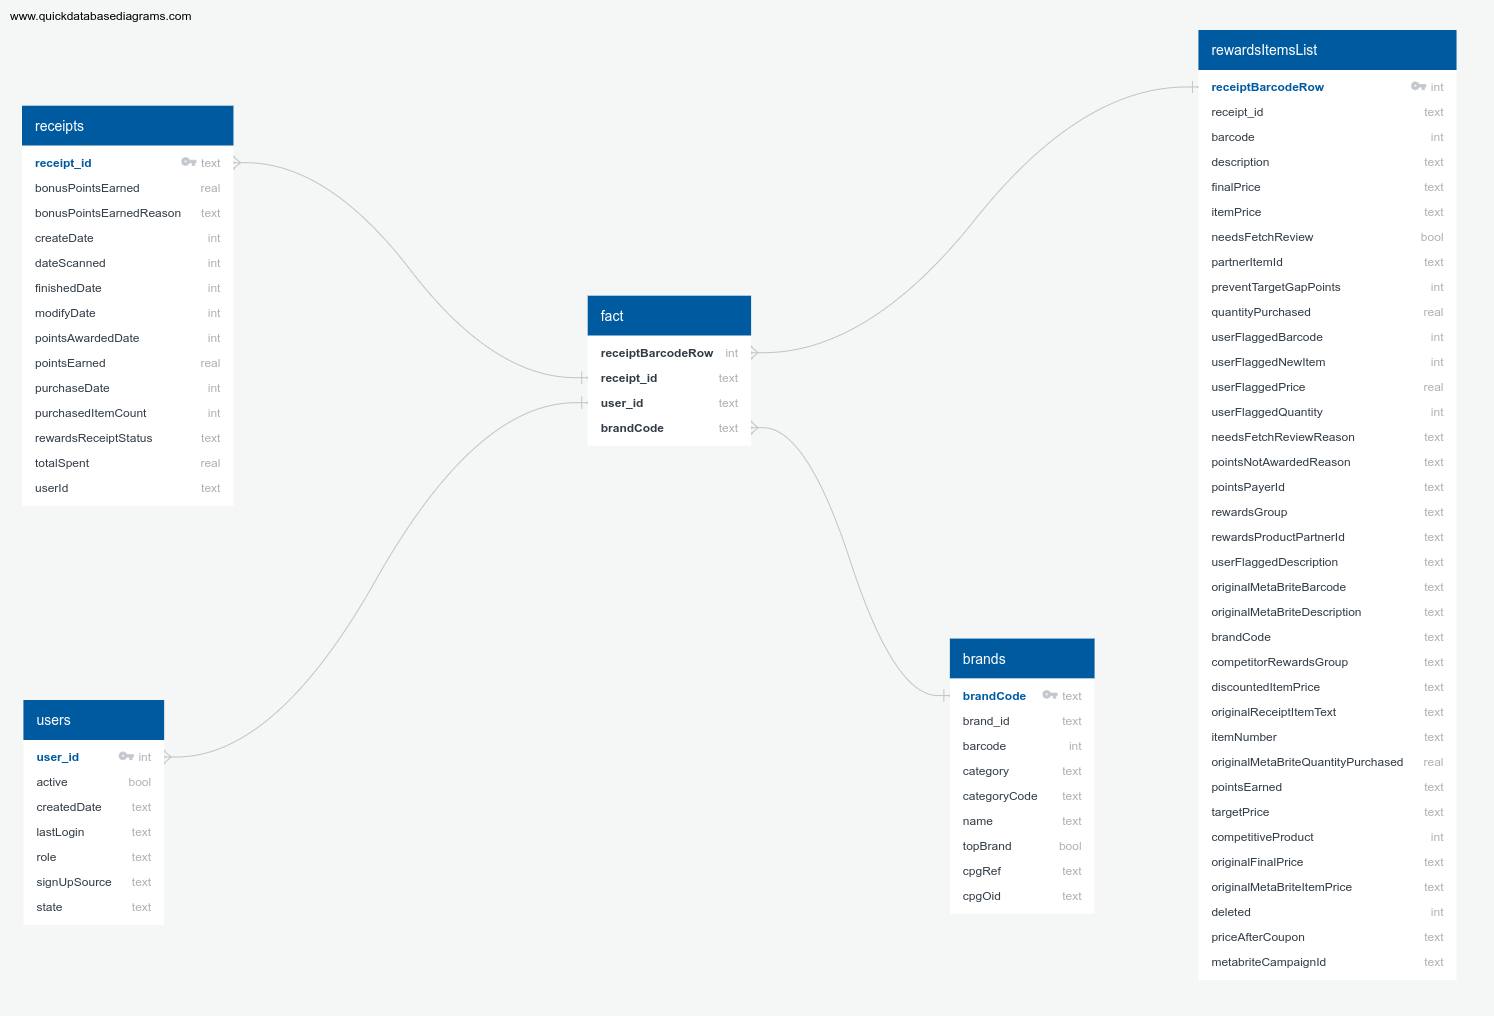 www.quickdatabasediagrams.com
receipts
receipt_id text
bonusPointsEarned real
bonusPointsEarnedReason text
createDate int
dateScanned int
finishedDate int
modifyDate int
pointsAwardedDate int
pointsEarned real
purchaseDate int
purchasedItemCount int
rewardsReceiptStatus text
totalSpent real
userId text
users
user_id int
active bool
createdDate text
lastLogin text
role text
signUpSource text
state text
fact
receiptBarcodeRow int
receipt_id text
user_id text
brandCode text
brands
brandCode text
brand_id text
barcode int
category text
categoryCode text
name text
topBrand bool
cpgRef text
cpgOid text
rewardsItemsList
receiptBarcodeRow int
receipt_id text
barcode int
description text
finalPrice text
itemPrice text
needsFetchReview bool
partnerItemId text
preventTargetGapPoints int
quantityPurchased real
userFlaggedBarcode int
userFlaggedNewItem int
userFlaggedPrice real
userFlaggedQuantity int
needsFetchReviewReason text
pointsNotAwardedReason text
pointsPayerId text
rewardsGroup text
rewardsProductPartnerId text
userFlaggedDescription text
originalMetaBriteBarcode text
originalMetaBriteDescription text
brandCode text
competitorRewardsGroup text
discountedItemPrice text
originalReceiptItemText text
itemNumber text
originalMetaBriteQuantityPurchased real
pointsEarned text
targetPrice text
competitiveProduct int
originalFinalPrice text
originalMetaBriteItemPrice text
deleted int
priceAfterCoupon text
metabriteCampaignId text